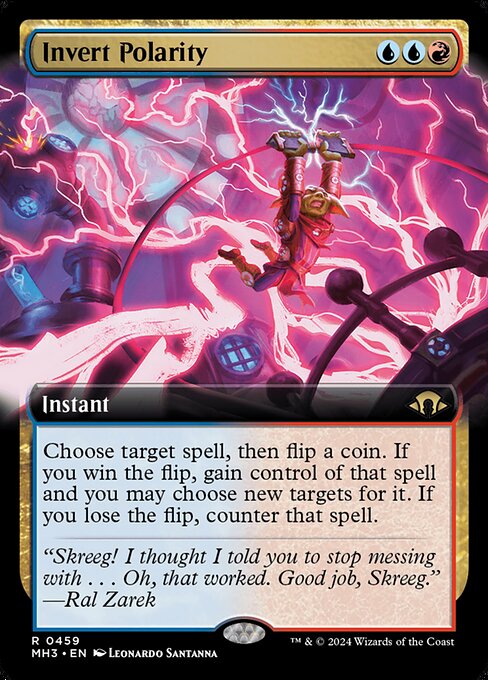 Invert Polarity
Instant
Choose target spell, then flip a coin. If
you win the flip, gain control of that spell
and you may choose new targets for it. If
you lose the flip, counter that spell.
“Skreeg! I thought I told you to stop messing
with . . . Oh, that worked. Good job, Skreeg.”
—Ral Zarek
R 0459
MH3 • EN Leonardo Santanna
™ & © 2024 Wizards of the Coast